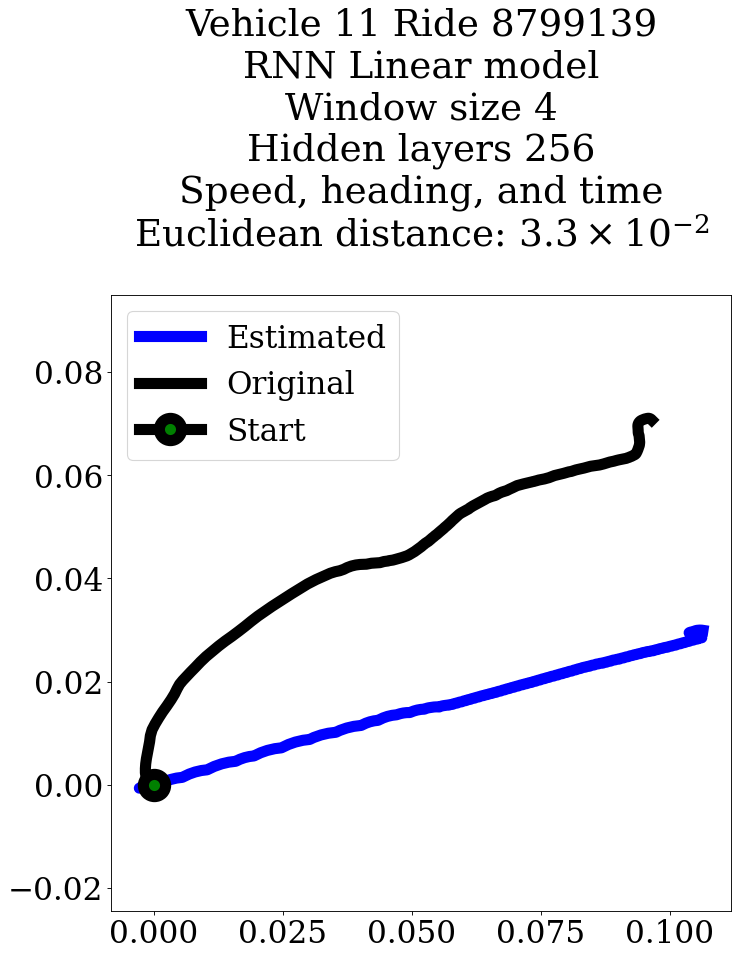 Vehicle 11 Ride 8799139
RNN Linear model
Window size 4
Hidden layers 256
Speed, heading, and time
Euclidean distance: 3.3 × 10⁻²
Estimated
Original
Start
0.08
0.06
0.04
0.02
0.00
−0.02
0.000 0.025 0.050 0.075 0.100